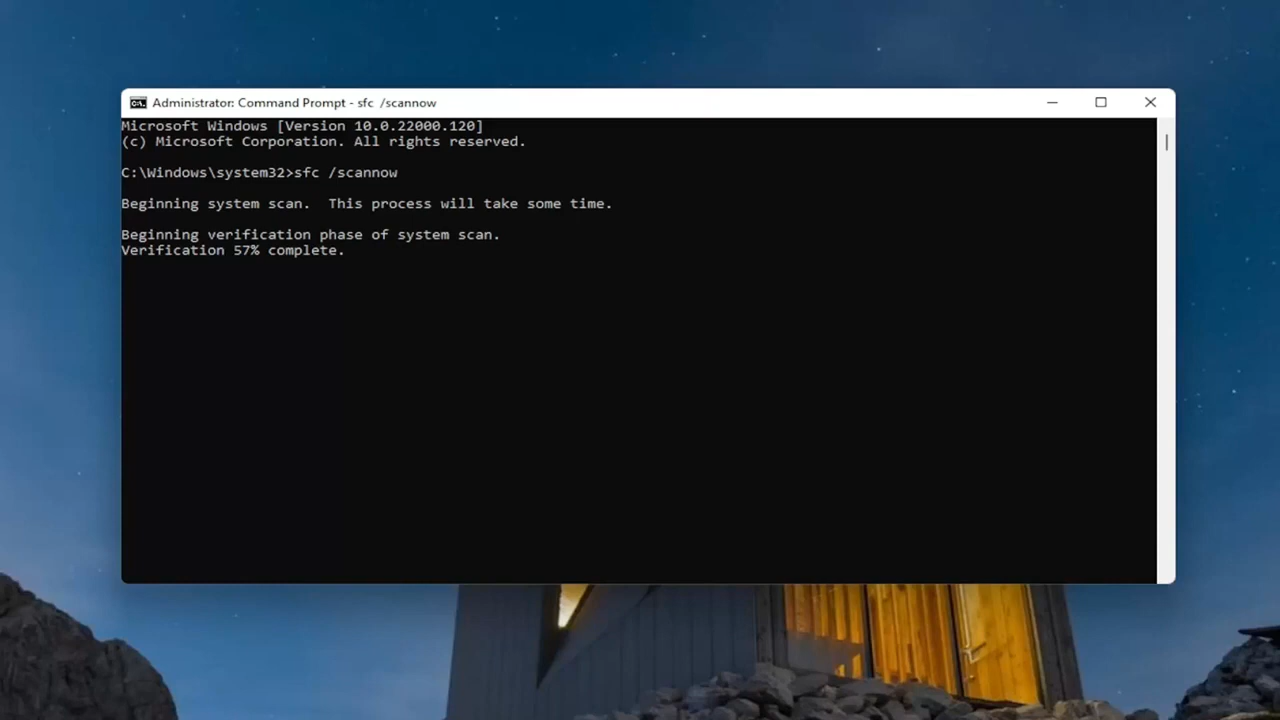 Administrator: Command Prompt - sfc  /scannow
Microsoft Windows [Version 10.0.22000.120]
(c) Microsoft Corporation. All rights reserved.
C:\Windows\system32>sfc /scannow
Beginning system scan.  This process will take some time.
Beginning verification phase of system scan.
Verification 57% complete.